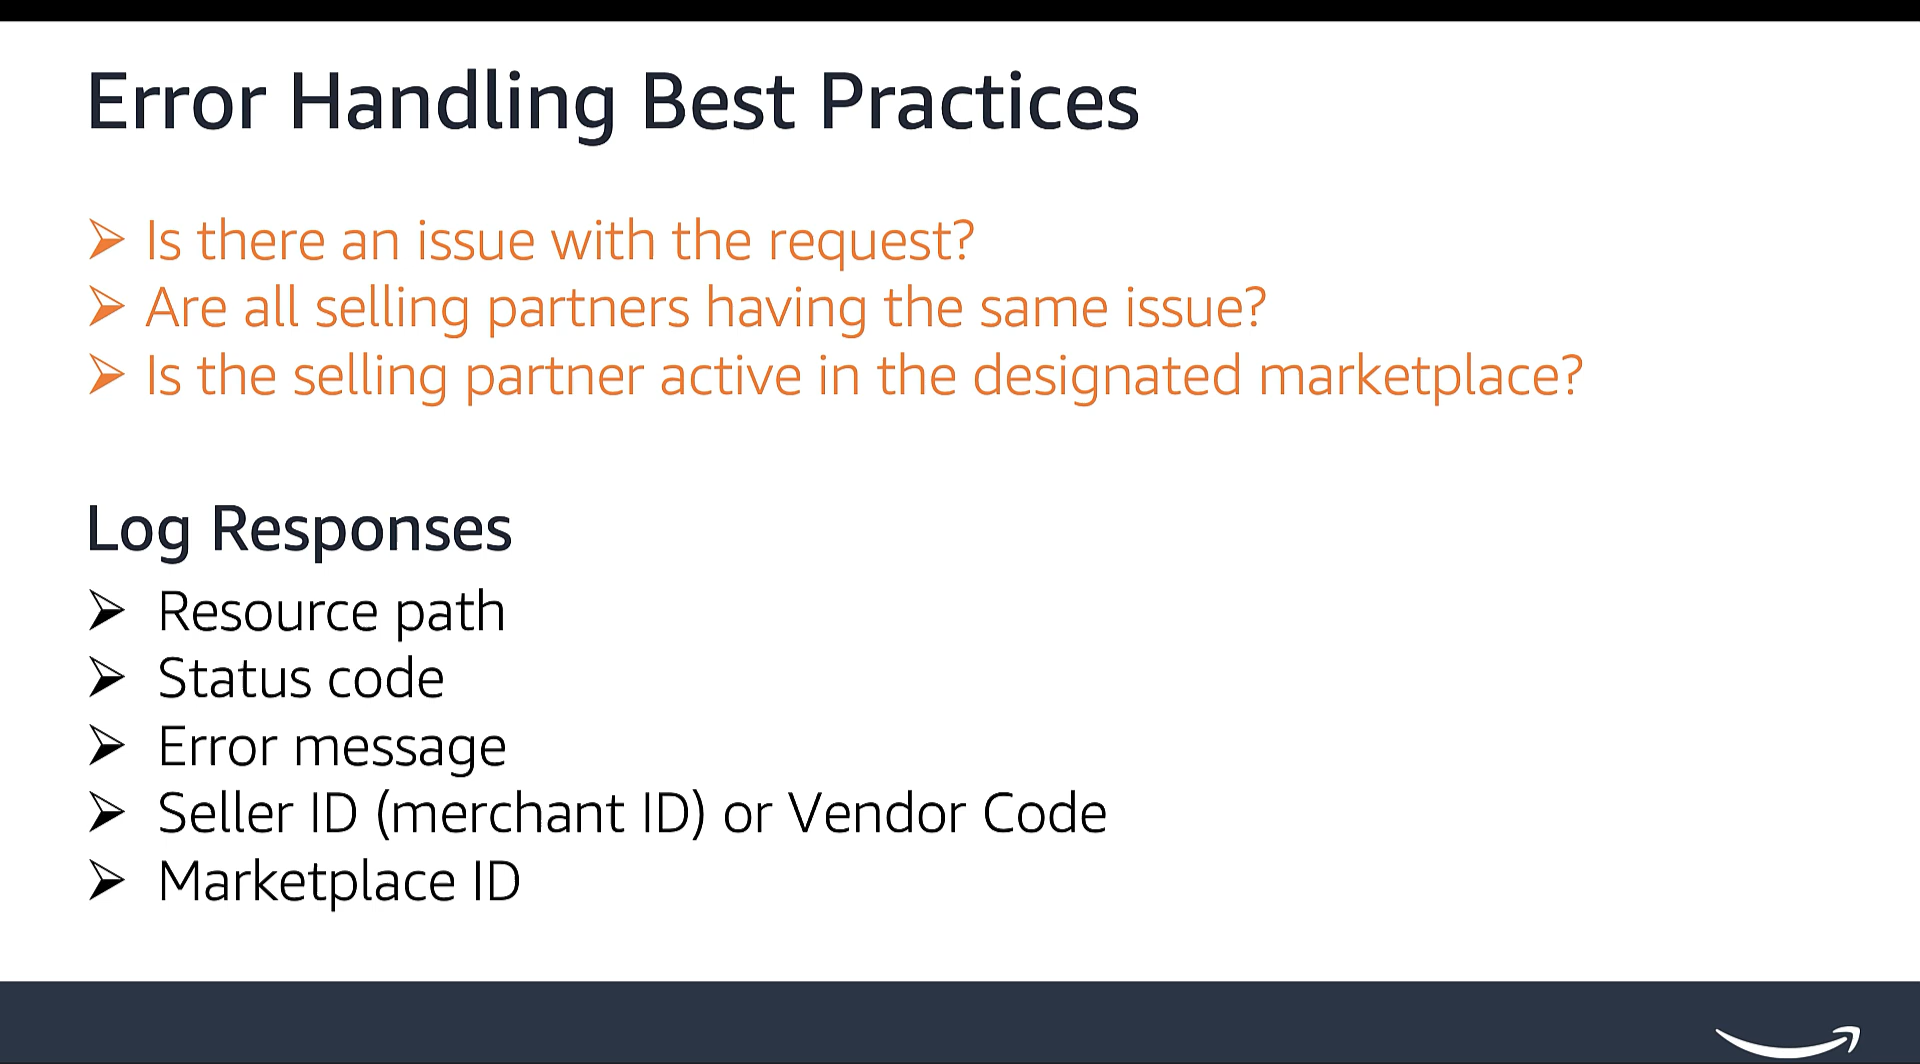 Error Handling Best Practices
Is there an issue with the request?
Are all selling partners having the same issue?
Is the selling partner active in the designated marketplace?
Log Responses
Resource path
Status code
Error message
Seller ID (merchant ID) or Vendor Code
Marketplace ID